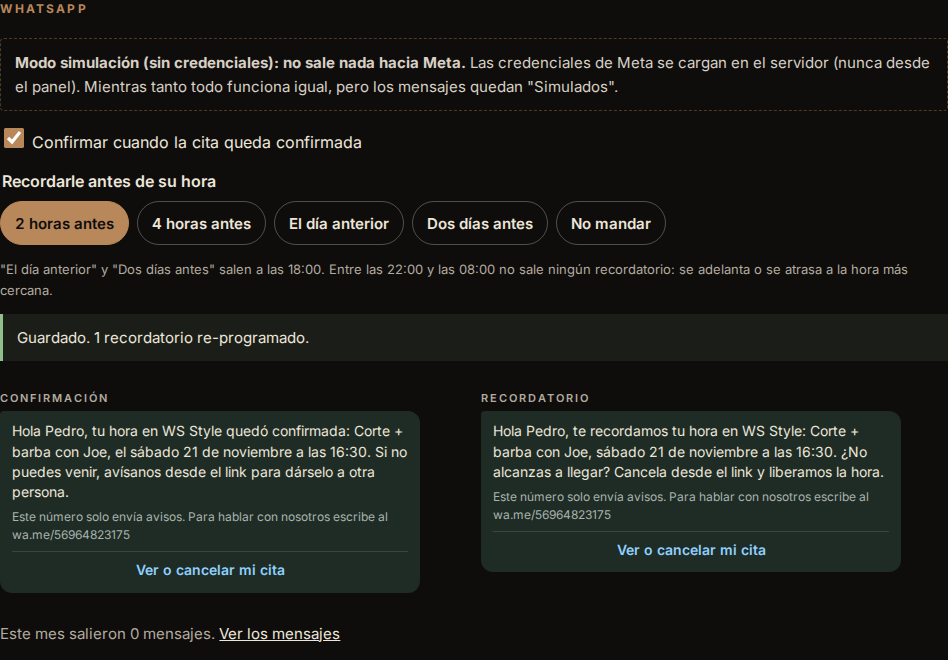 WHATSAPP
Modo simulación (sin credenciales): no sale nada hacia Meta. Las credenciales de Meta se cargan en el servidor (nunca desde
el panel). Mientras tanto todo funciona igual, pero los mensajes quedan "Simulados".
Confirmar cuando la cita queda confirmada
Recordarle antes de su hora
2 horas antes
4 horas antes
El día anterior
Dos días antes
No mandar
"El día anterior" y "Dos días antes" salen a las 18:00. Entre las 22:00 y las 08:00 no sale ningún recordatorio: se adelanta o se atrasa a la hora más
cercana.
Guardado. 1 recordatorio re-programado.
CONFIRMACIÓN
Hola Pedro, tu hora en WS Style quedó confirmada: Corte +
barba con Joe, el sábado 21 de noviembre a las 16:30. Si no
puedes venir, avísanos desde el link para dárselo a otra
persona.
Este número solo envía avisos. Para hablar con nosotros escribe al
wa.me/56964823175
Ver o cancelar mi cita
RECORDATORIO
Hola Pedro, te recordamos tu hora en WS Style: Corte +
barba con Joe, sábado 21 de noviembre a las 16:30. ¿No
alcanzas a llegar? Cancela desde el link y liberamos la hora.
Este número solo envía avisos. Para hablar con nosotros escribe al
wa.me/56964823175
Ver o cancelar mi cita
Este mes salieron 0 mensajes. Ver los mensajes